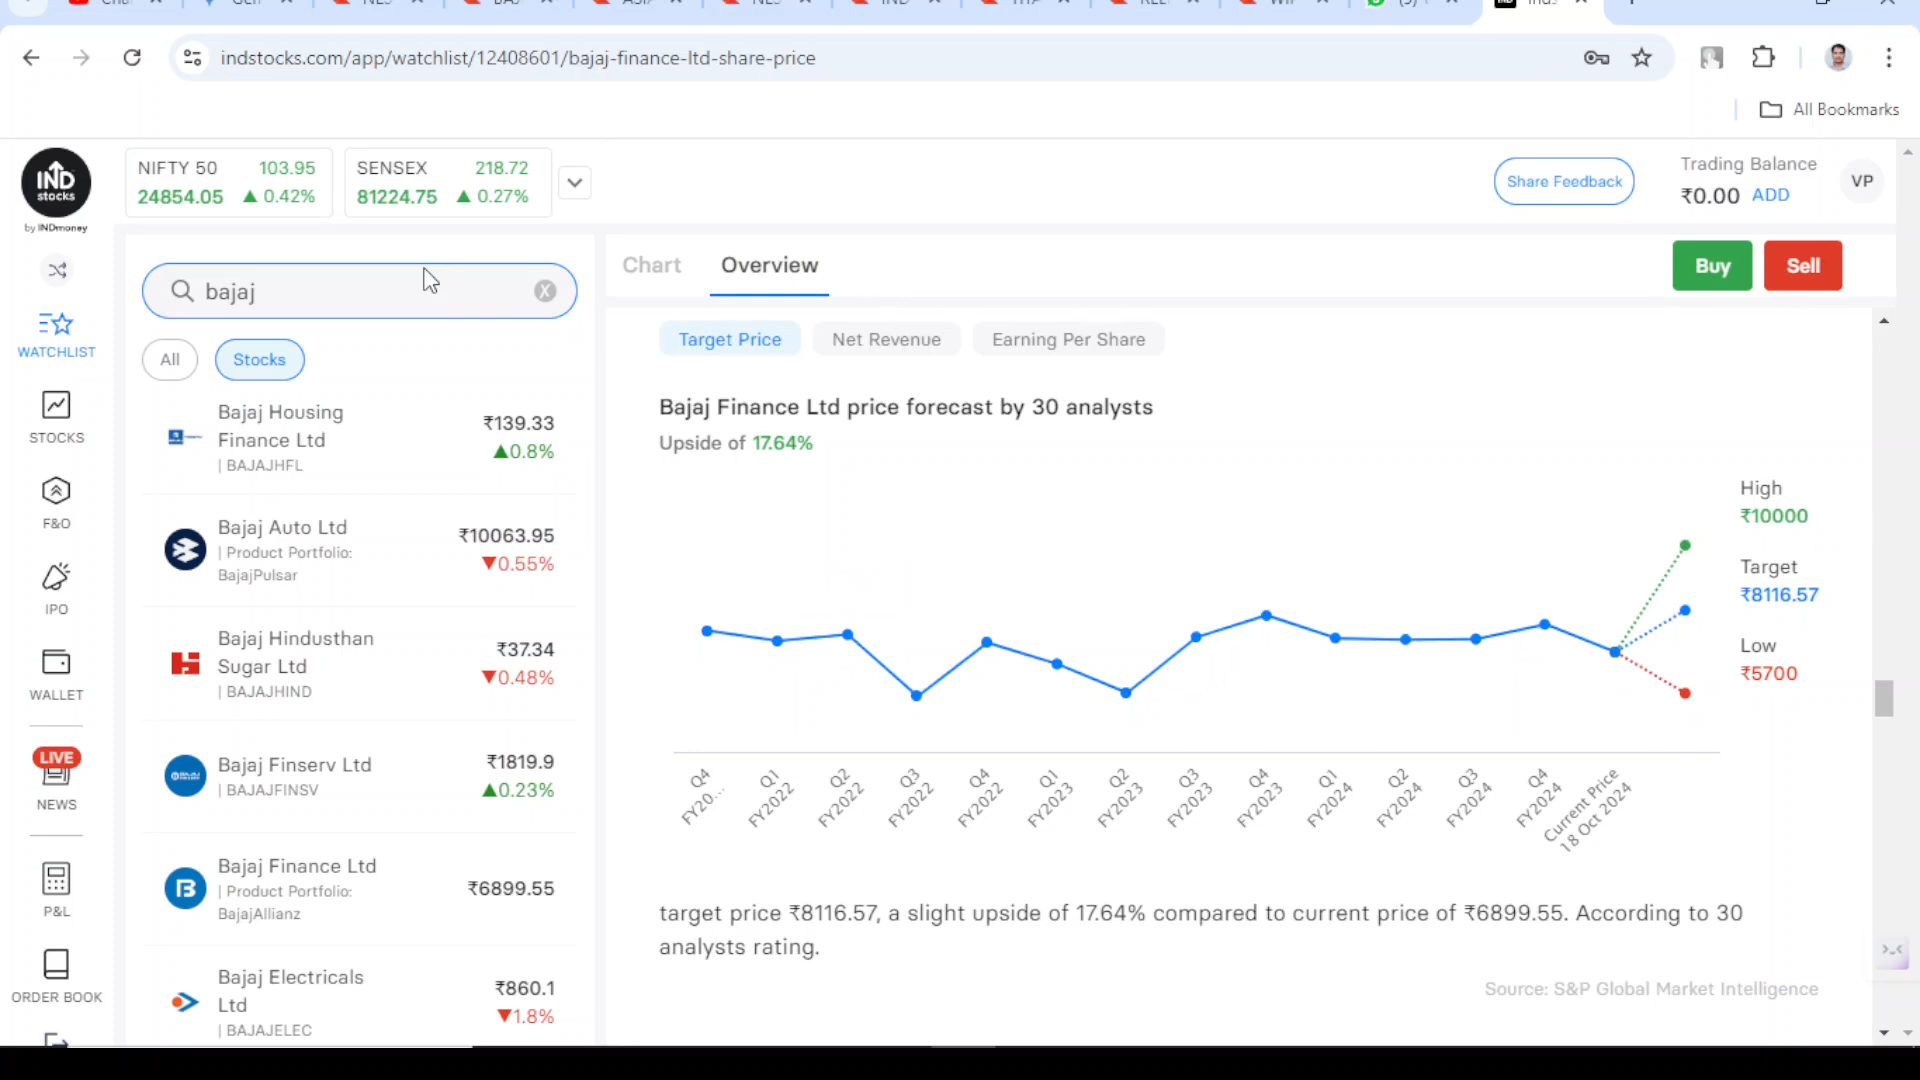 indstocks.com/app/watchlist/12408601/bajaj-finance-ltd-share-price
All Bookmarks
IND
stocks
by INDmoney
NIFTY 50 103.95
24854.05 ▲ 0.42%
SENSEX 218.72
81224.75 ▲ 0.27%
Share Feedback
Trading Balance
₹0.00 ADD
VP
WATCHLIST
STOCKS
F&O
IPO
WALLET
LIVE
NEWS
P&L
ORDER BOOK
bajaj
All
Stocks
Bajaj Housing
Finance Ltd
| BAJAJHFL
₹139.33
▲0.8%
Bajaj Auto Ltd
| Product Portfolio:
BajajPulsar
₹10063.95
▼0.55%
Bajaj Hindusthan
Sugar Ltd
| BAJAJHIND
₹37.34
▼0.48%
Bajaj Finserv Ltd
| BAJAJFINSV
₹1819.9
▲0.23%
Bajaj Finance Ltd
| Product Portfolio:
BajajAllianz
₹6899.55
Bajaj Electricals
Ltd
| BAJAJELEC
₹860.1
▼1.8%
Chart
Overview
Buy
Sell
Target Price
Net Revenue
Earning Per Share
Bajaj Finance Ltd price forecast by 30 analysts
Upside of 17.64%
High
₹10000
Target
₹8116.57
Low
₹5700
Q4
FY20...
Q1
FY2022
Q2
FY2022
Q3
FY2022
Q4
FY2022
Q1
FY2023
Q2
FY2023
Q3
FY2023
Q4
FY2023
Q1
FY2024
Q2
FY2024
Q3
FY2024
Q4
FY2024
Current Price
18 Oct 2024
target price ₹8116.57, a slight upside of 17.64% compared to current price of ₹6899.55. According to 30
analysts rating.
Source: S&P Global Market Intelligence